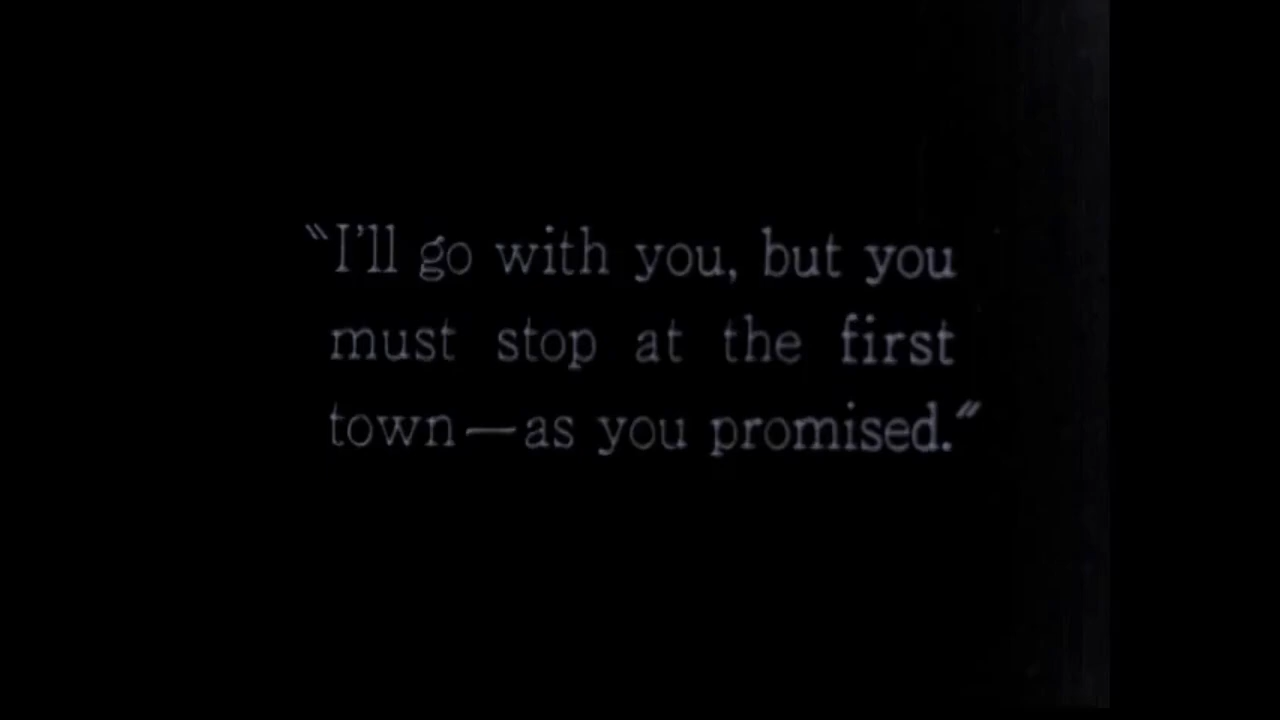 "I'll go with you, but you
must stop at the first
town—as you promised."